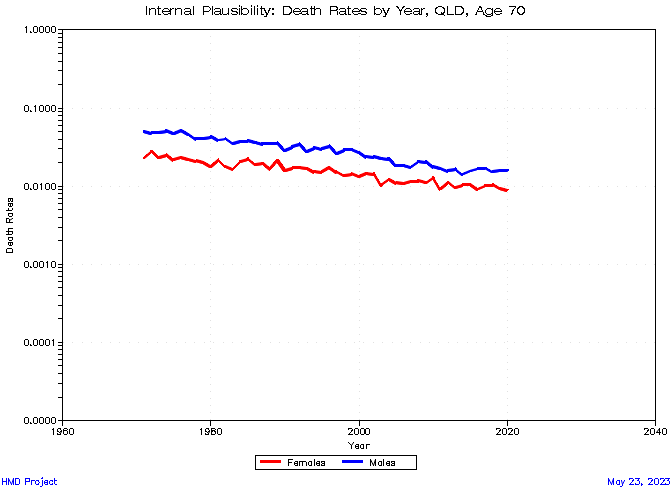 Internal Plausibility: Death Rates by Year, QLD, Age 70
1.0000
0.1000
0.0100
0.0010
0.0001
0.0000
Death Rates
1960
1980
2000
2020
2040
Year
Females
Males
HMD Project
May 23, 2023